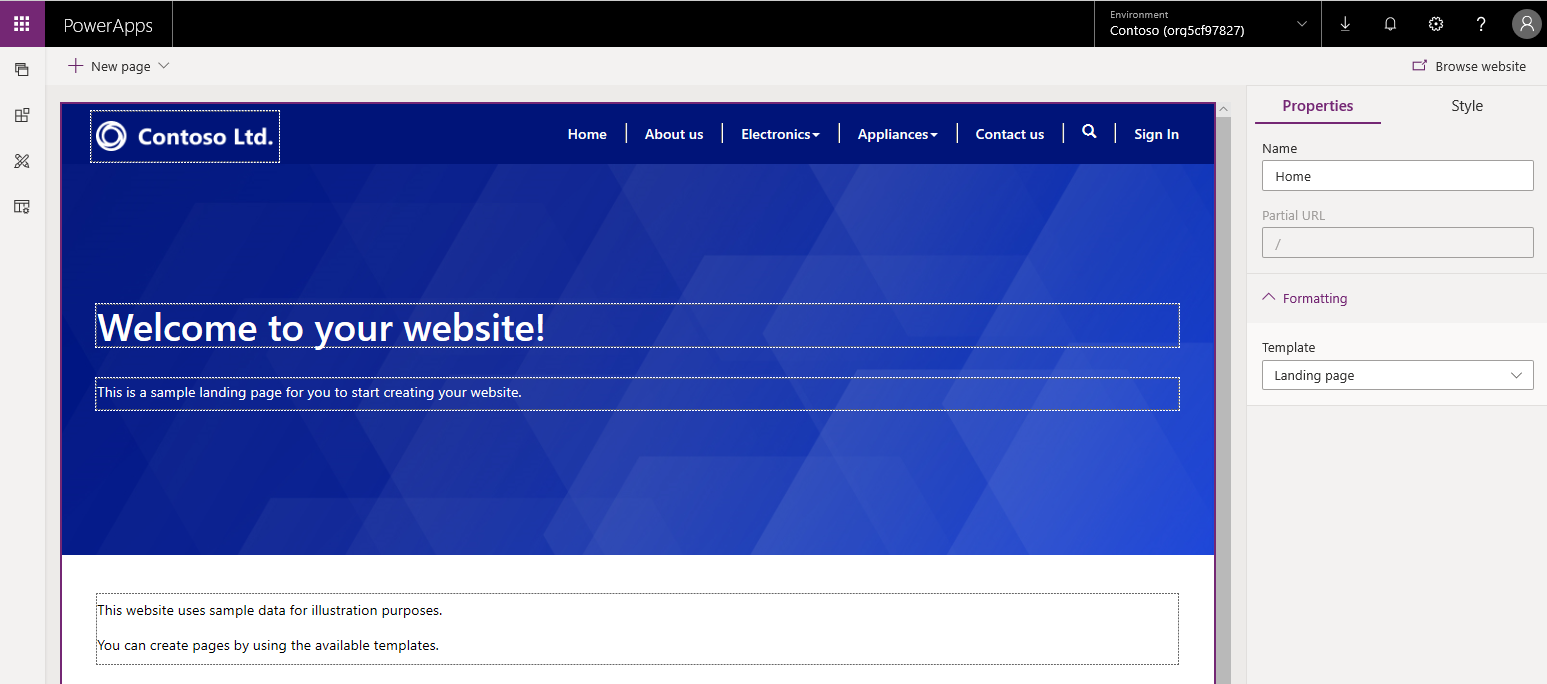 PowerApps
Environment
Contoso (orq5cf97827)
New page
Browse website
Contoso Ltd.
Home About us Electronics Appliances Contact us Sign In
Welcome to your website!
This is a sample landing page for you to start creating your website.
This website uses sample data for illustration purposes.
You can create pages by using the available templates.
Properties Style
Name
Home
Partial URL
/
Formatting
Template
Landing page